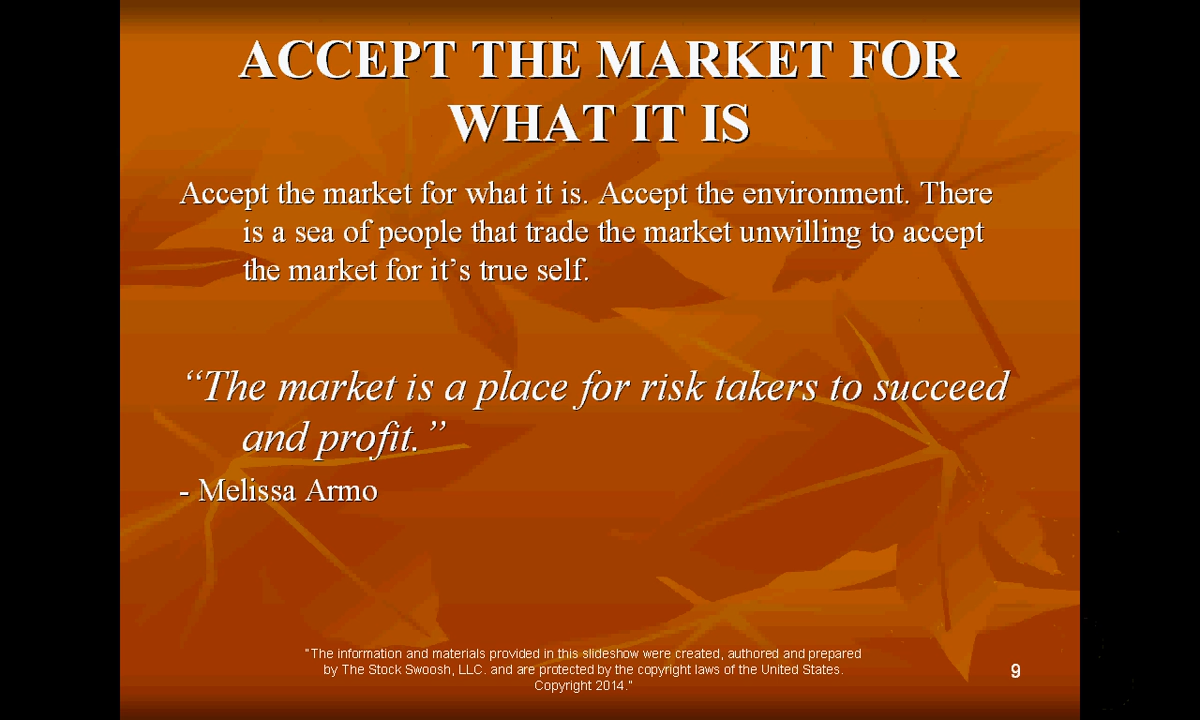 ACCEPT THE MARKET FOR
WHAT IT IS
Accept the market for what it is. Accept the environment. There
is a sea of people that trade the market unwilling to accept
the market for it’s true self.
“The market is a place for risk takers to succeed
and profit.”
- Melissa Armo
"The information and materials provided in this slideshow were created, authored and prepared
by The Stock Swoosh, LLC. and are protected by the copyright laws of the United States.
Copyright 2014."
9